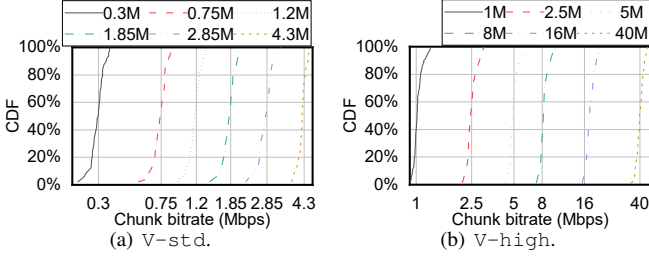 0.3M 0.75M 1.2M
1.85M 2.85M 4.3M
100%
80%
60%
40%
20%
0%
CDF
0.3 0.75 1.2 1.85 2.85 4.3
Chunk bitrate (Mbps)
(a) V-std.
1M 2.5M 5M
8M 16M 40M
100%
80%
60%
40%
20%
0%
CDF
1 2.5 5 8 16 40
Chunk bitrate (Mbps)
(b) V-high.